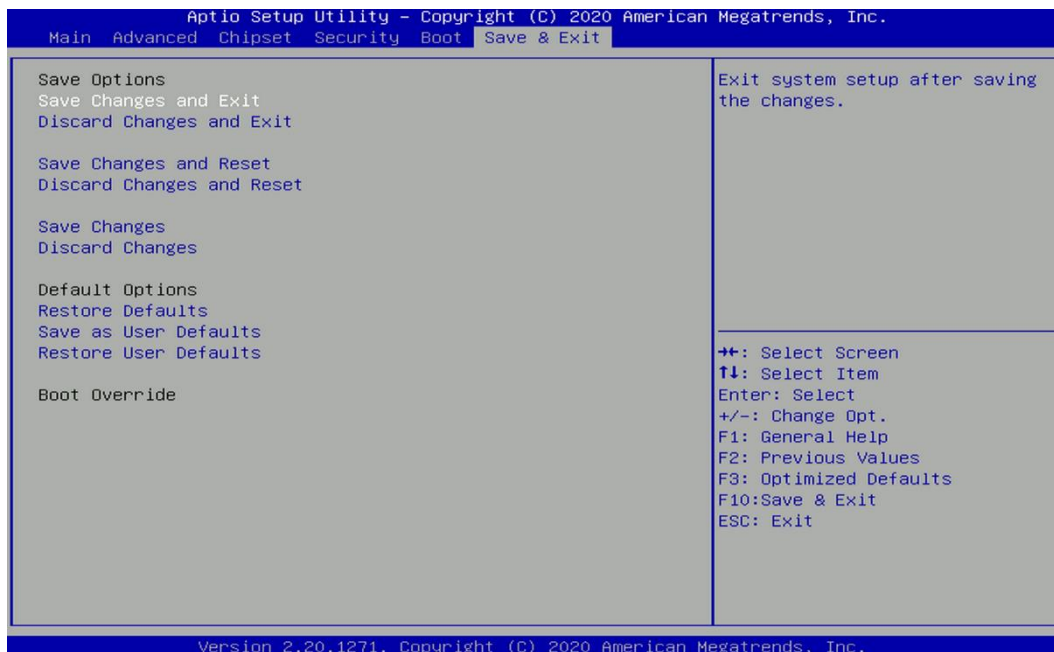 Aptio Setup Utility – Copyright (C) 2020 American Megatrends, Inc.
Main Advanced Chipset Security Boot Save & Exit
Save Options
Save Changes and Exit
Discard Changes and Exit
Save Changes and Reset
Discard Changes and Reset
Save Changes
Discard Changes
Default Options
Restore Defaults
Save as User Defaults
Restore User Defaults
Boot Override
Exit system setup after saving
the changes.
→←: Select Screen
↑↓: Select Item
Enter: Select
+/-: Change Opt.
F1: General Help
F2: Previous Values
F3: Optimized Defaults
F10:Save & Exit
ESC: Exit
Version 2.20.1271. Copyright (C) 2020 American Megatrends, Inc.